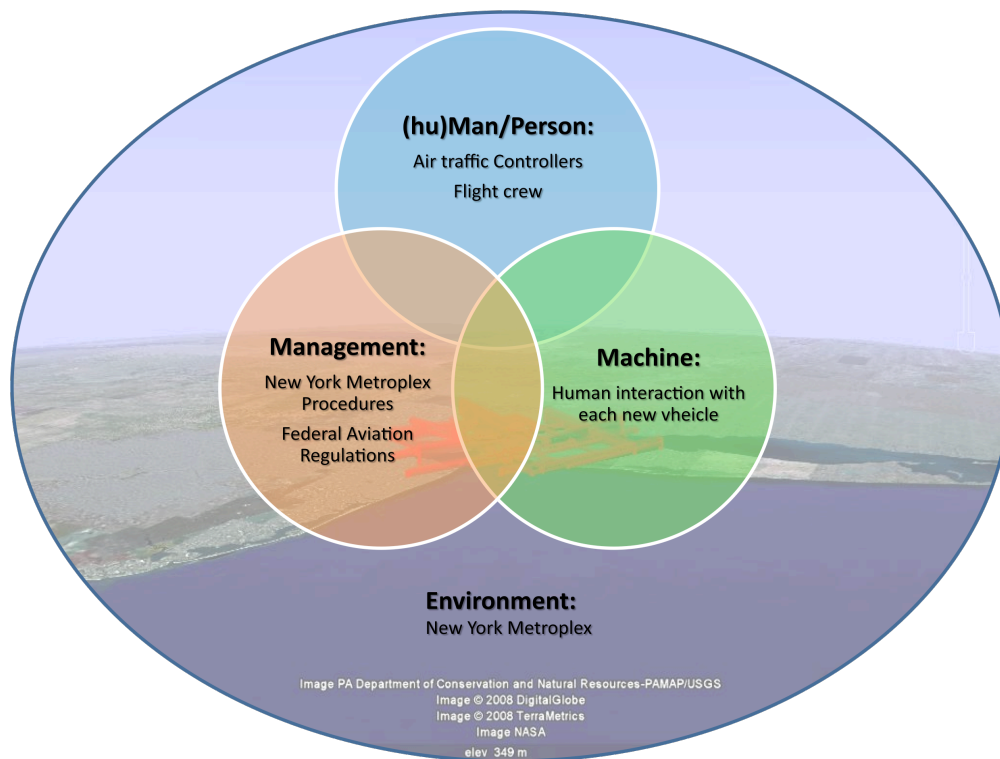 (hu)Man/Person:
Air traffic Controllers
Flight crew
Management:
New York Metroplex
Procedures
Federal Aviation
Regulations
Machine:
Human interaction with
each new vheicle
Environment:
New York Metroplex
Image PA Department of Conservation and Natural Resources-PAMAP/USGS
Image © 2008 DigitalGlobe
Image © 2008 TerraMetrics
Image NASA
elev 349 m